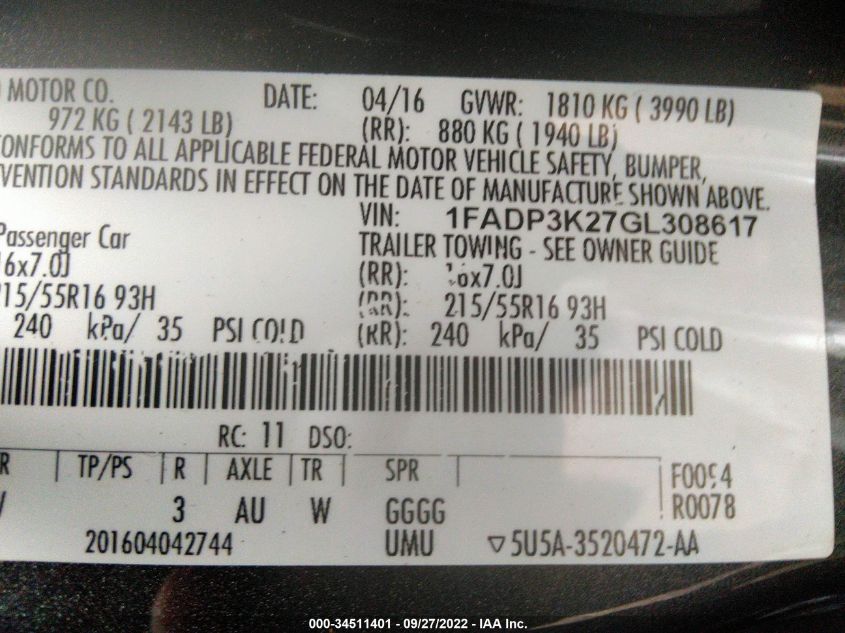 MOTOR CO. DATE: 04/16 GVWR: 1810 KG ( 3990 LB)
972 KG ( 2143 LB) (RR): 880 KG ( 1940 LB)
ONFORMS TO ALL APPLICABLE FEDERAL MOTOR VEHICLE SAFETY, BUMPER,
VENTION STANDARDS IN EFFECT ON THE DATE OF MANUFACTURE SHOWN ABOVE.
VIN: 1FADP3K27GL308617
Passenger Car TRAILER TOWING - SEE OWNER GUIDE
16x7.0J (RR): 16x7.0J
215/55R16 93H (RR): 215/55R16 93H
240 kPa/ 35 PSI COLD (RR): 240 kPa/ 35 PSI COLD
RC: 11 DSO:
R TP/PS R AXLE TR SPR F0094
3 AU W GGGG R0078
201604042744 UMU ▽5U5A-3520472-AA
000-34511401 - 09/27/2022 - IAA Inc.